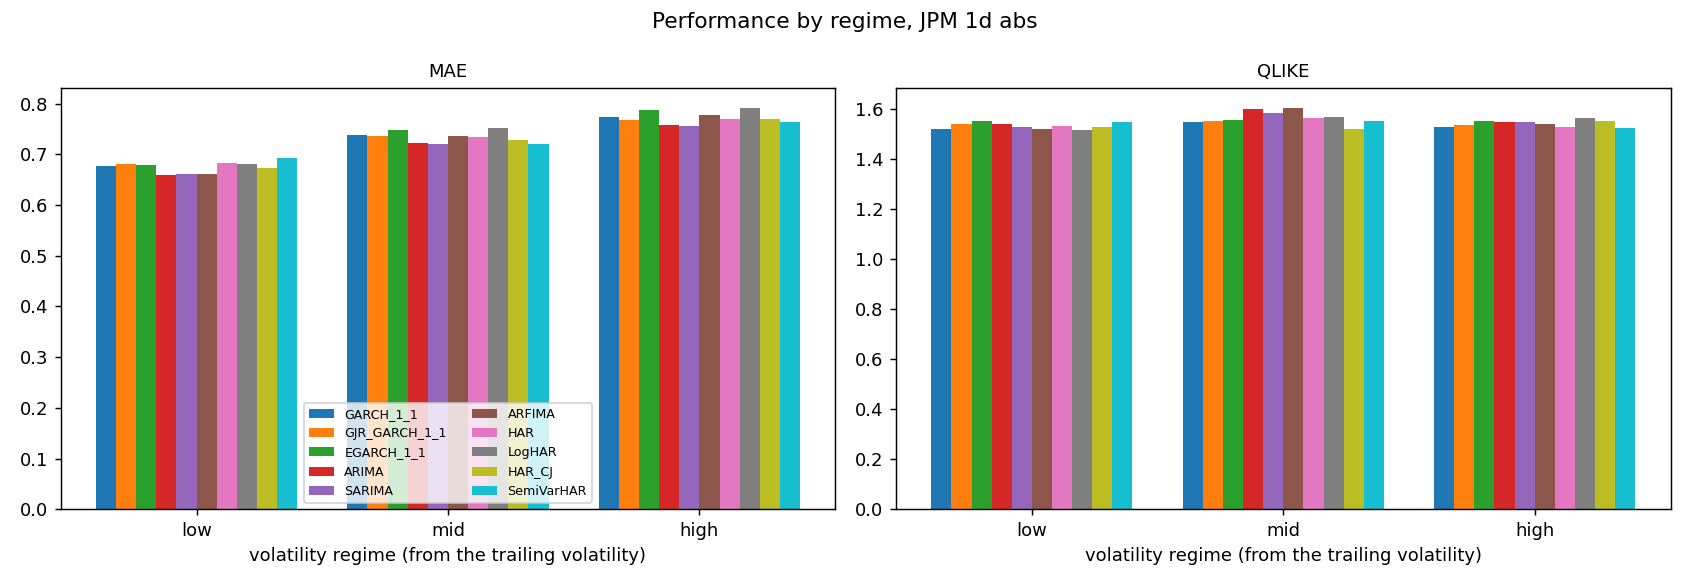 Performance by regime, JPM 1d abs
MAE
0.8
0.7
0.6
0.5
0.4
0.3
0.2
0.1
0.0
GARCH_1_1
GJR_GARCH_1_1
EGARCH_1_1
ARIMA
SARIMA
ARFIMA
HAR
LogHAR
HAR_CJ
SemiVarHAR
low mid high
volatility regime (from the trailing volatility)
QLIKE
1.6
1.4
1.2
1.0
0.8
0.6
0.4
0.2
0.0
low mid high
volatility regime (from the trailing volatility)